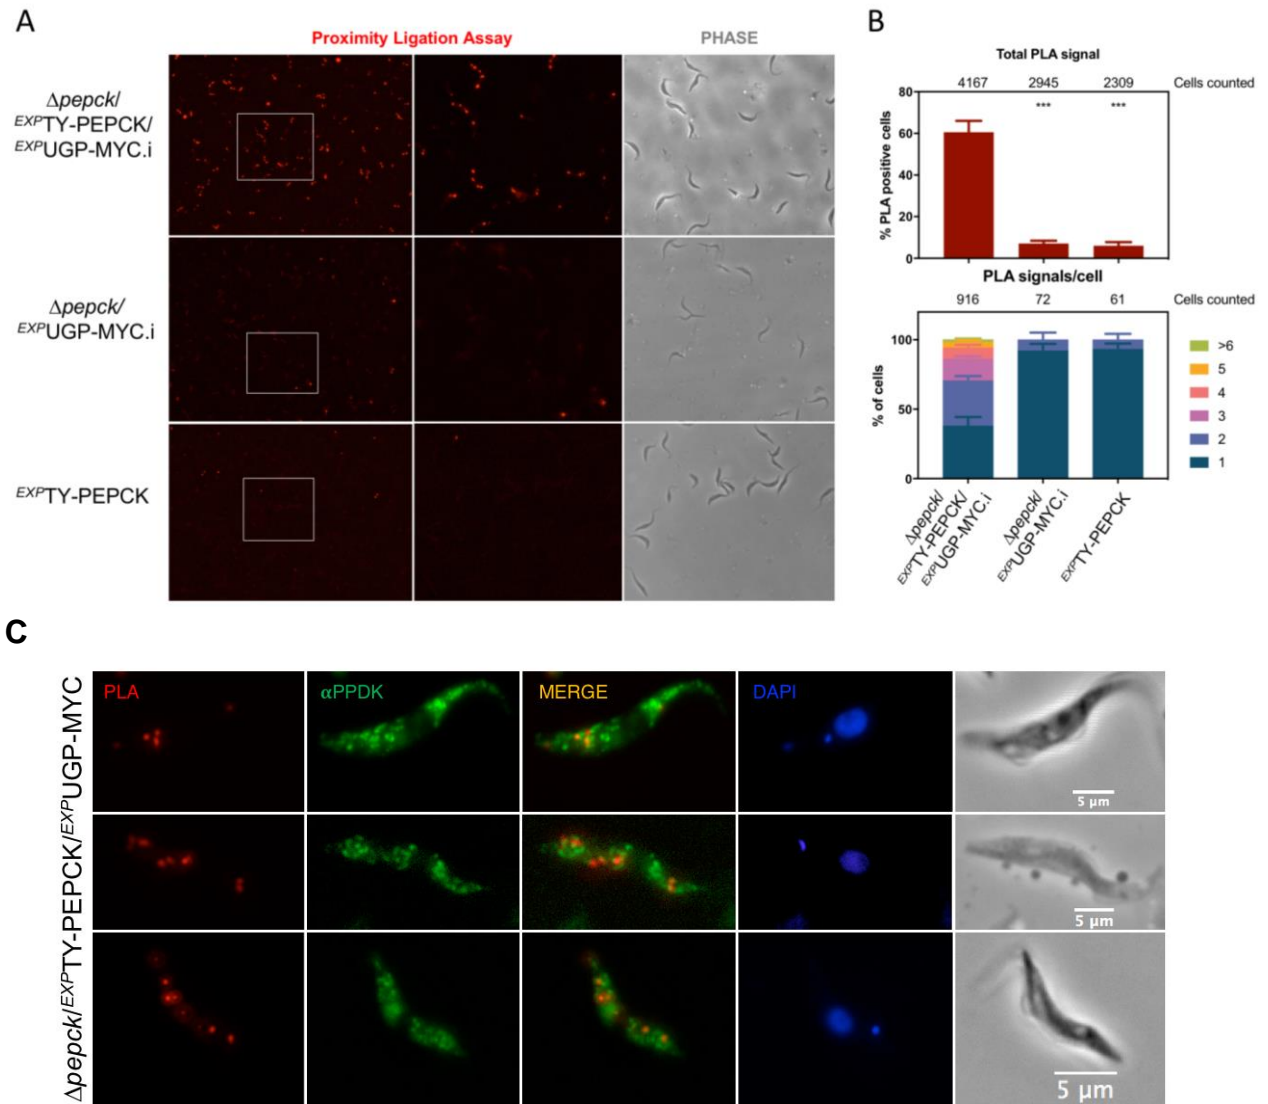 A
Proximity Ligation Assay
PHASE
Δpepck/
EXPTY-PEPCK/
EXPUGP-MYC.i
Δpepck/
EXPUGP-MYC.i
EXPTY-PEPCK
B
Total PLA signal
4167 2945 2309 Cells counted
*** ***
% PLA positive cells
80
60
40
20
0
PLA signals/cell
916 72 61 Cells counted
% of cells
100
50
0
>6
5
4
3
2
1
Δpepck/
EXPTY-PEPCK/
EXPUGP-MYC.i
Δpepck/
EXPUGP-MYC.i
EXPTY-PEPCK
C
Δpepck/EXPTY-PEPCK/EXPUGP-MYC
PLA
αPPDK
MERGE
DAPI
5 µm
5 µm
5 µm